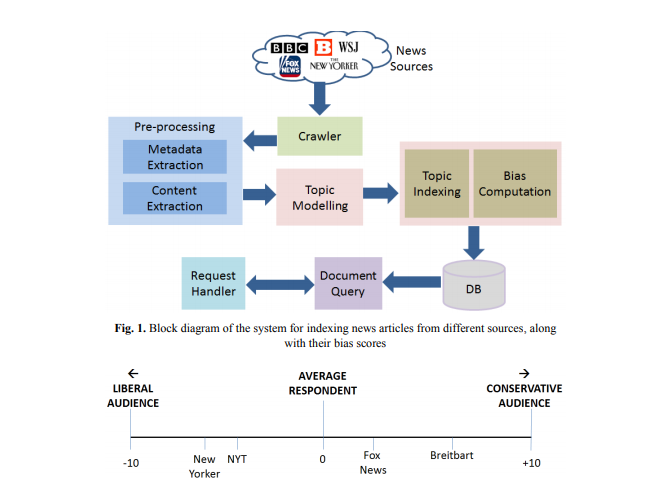 BBC B WSJ
News
Sources
FOX
NEWS
THE
NEW YORKER
Pre-processing
Metadata
Extraction
Content
Extraction
Crawler
Topic
Modelling
Topic
Indexing
Bias
Computation
Request
Handler
Document
Query
DB
Fig. 1. Block diagram of the system for indexing news articles from different sources, along
with their bias scores
LIBERAL
AUDIENCE
AVERAGE
RESPONDENT
CONSERVATIVE
AUDIENCE
-10
New
Yorker
NYT
0
Fox
News
Breitbart
+10